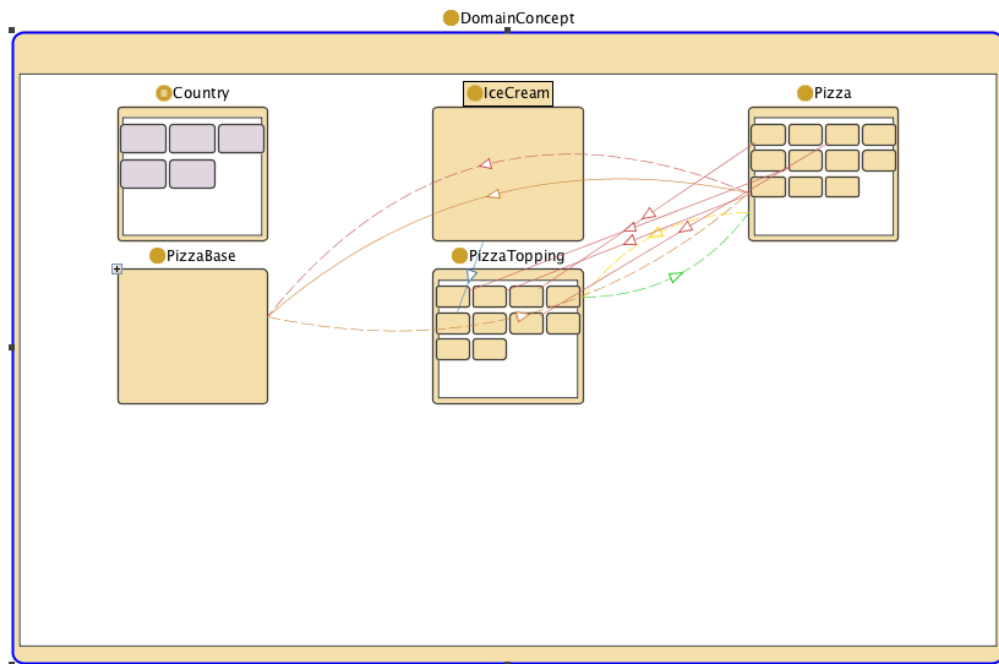 DomainConcept
Country
IceCream
Pizza
PizzaBase
PizzaTopping